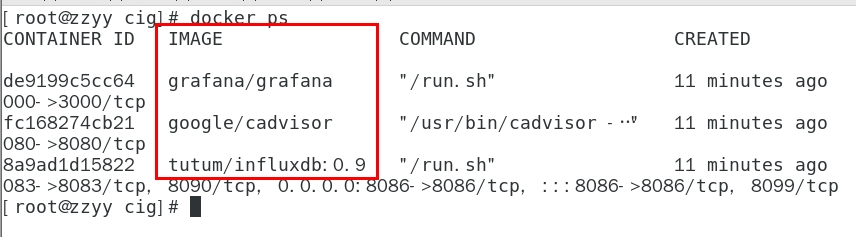 [root@zzyy cig]# docker ps
CONTAINER ID IMAGE COMMAND CREATED
de9199c5cc64 grafana/grafana "/run.sh" 11 minutes ago
000->3000/tcp
fc168274cb21 google/cadvisor "/usr/bin/cadvisor -…" 11 minutes ago
080->8080/tcp
8a9ad1d15822 tutum/influxdb:0.9 "/run.sh" 11 minutes ago
083->8083/tcp, 8090/tcp, 0.0.0.0:8086->8086/tcp, :::8086->8086/tcp, 8099/tcp
[root@zzyy cig]#